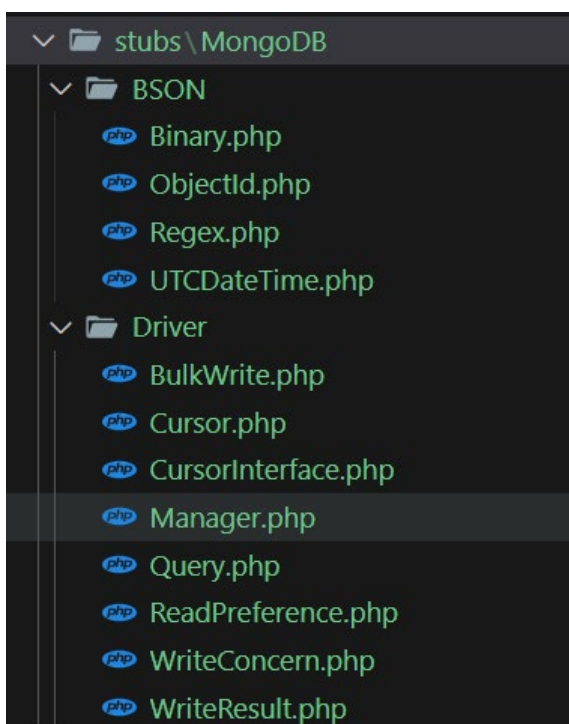 stubs\MongoDB
BSON
php Binary.php
php ObjectId.php
php Regex.php
php UTCDateTime.php
Driver
php BulkWrite.php
php Cursor.php
php CursorInterface.php
php Manager.php
php Query.php
php ReadPreference.php
php WriteConcern.php
php WriteResult.php